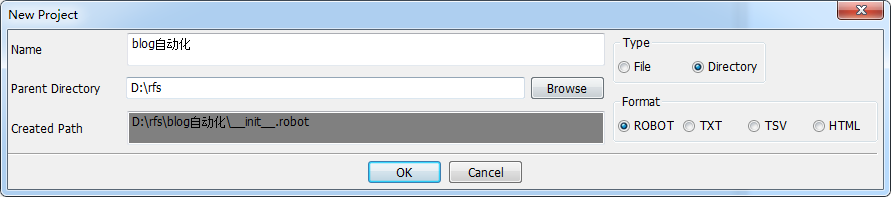 New Project
Name
blog自动化
Type
File
Directory
Parent Directory
D:\rfs
Browse
Format
Created Path
D:\rfs\blog自动化\__init__.robot
ROBOT
TXT
TSV
HTML
OK
Cancel